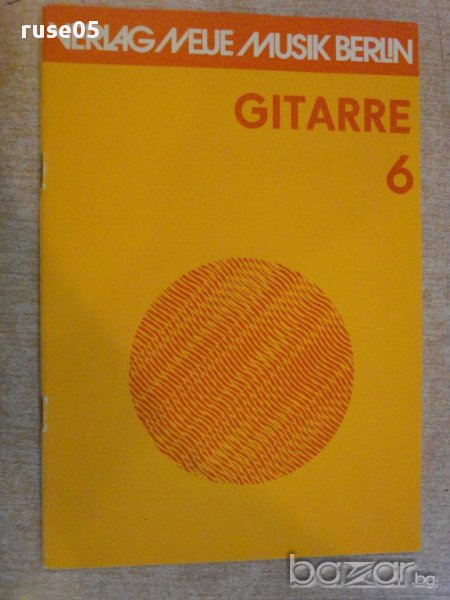 ruse05
VERLAG NEUE MUSIK BERLIN
GITARRE
6
bazar.bg